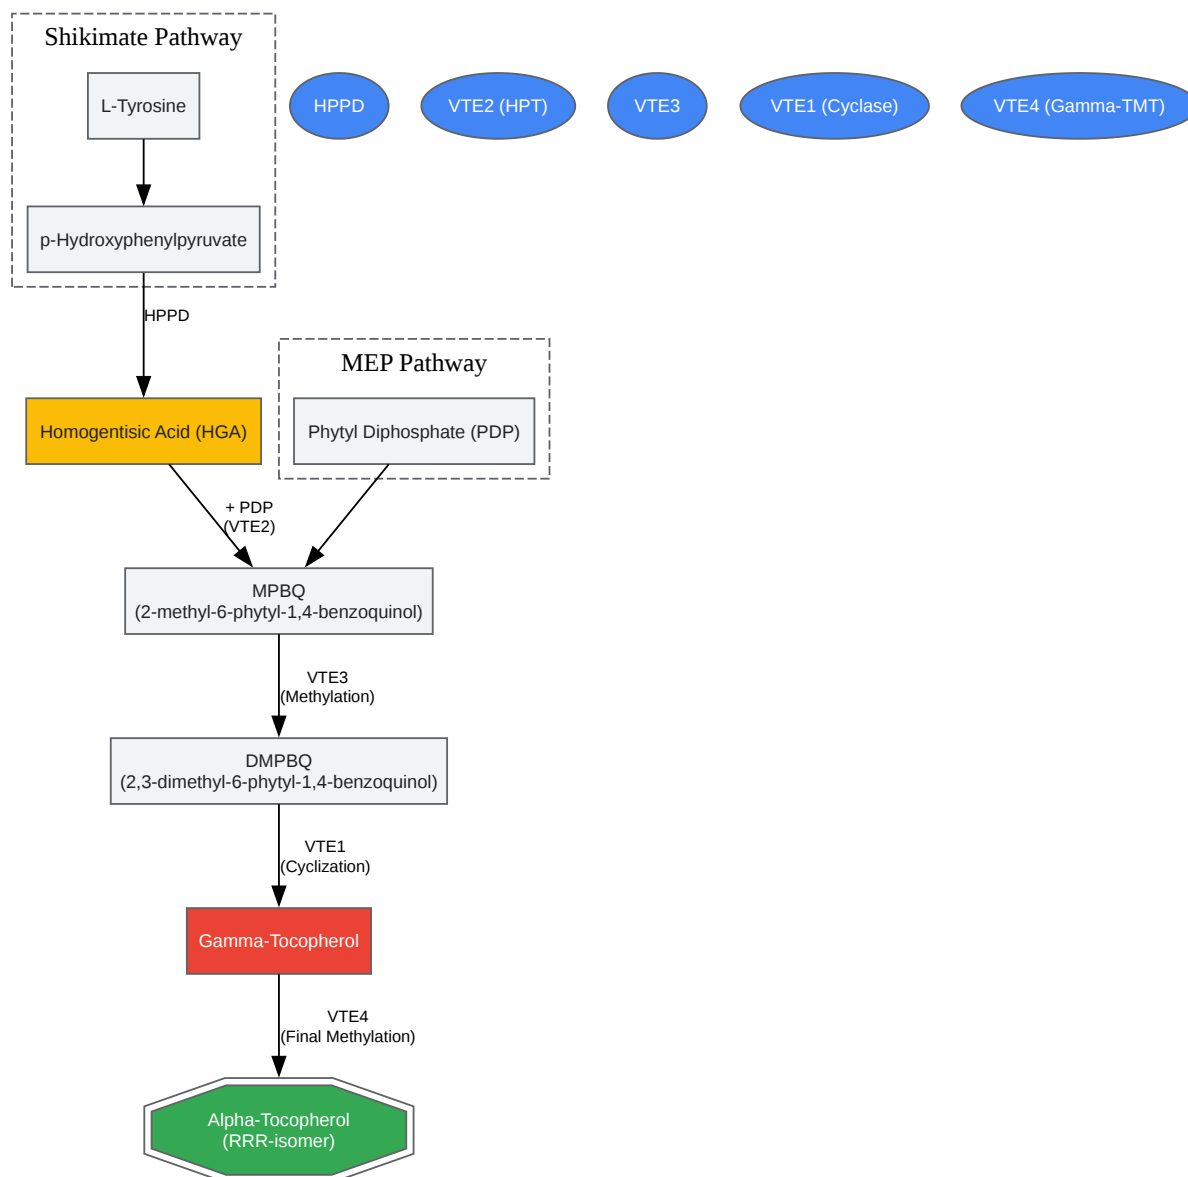 Shikimate Pathway
L-Tyrosine
HPPD
VTE2 (HPT)
VTE3
VTE1 (Cyclase)
VTE4 (Gamma-TMT)
p-Hydroxyphenylpyruvate
HPPD
MEP Pathway
Homogentisic Acid (HGA)
Phytyl Diphosphate (PDP)
+ PDP
(VTE2)
MPBQ
(2-methyl-6-phytyl-1,4-benzoquinol)
VTE3
(Methylation)
DMPBQ
(2,3-dimethyl-6-phytyl-1,4-benzoquinol)
VTE1
(Cyclization)
Gamma-Tocopherol
VTE4
(Final Methylation)
Alpha-Tocopherol
(RRR-isomer)